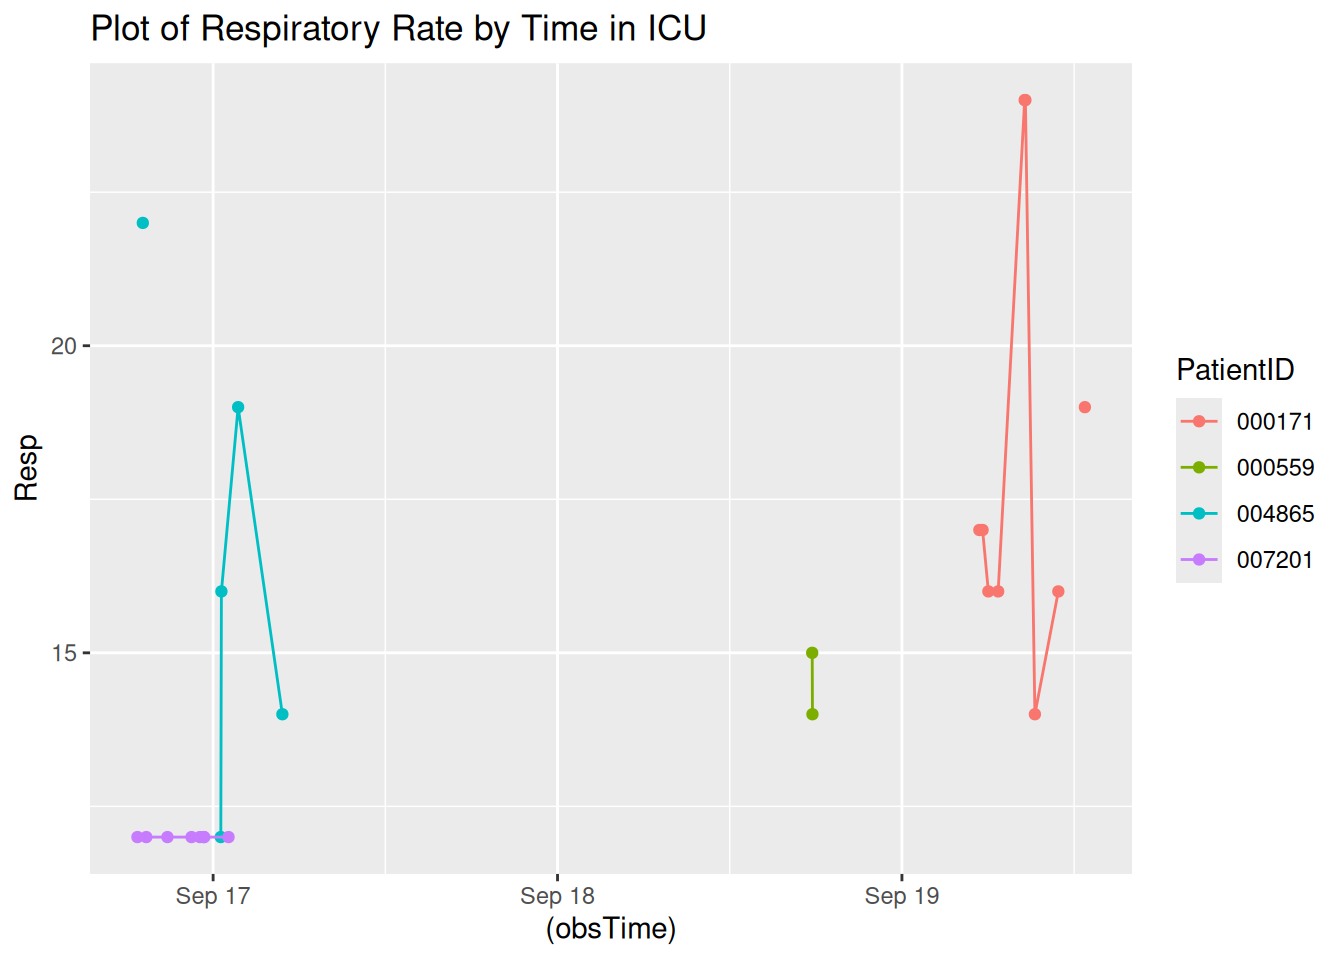 Plot of Respiratory Rate by Time in ICU
20
15
Resp
Sep 17
Sep 18
Sep 19
(obsTime)
PatientID
000171
000559
004865
007201